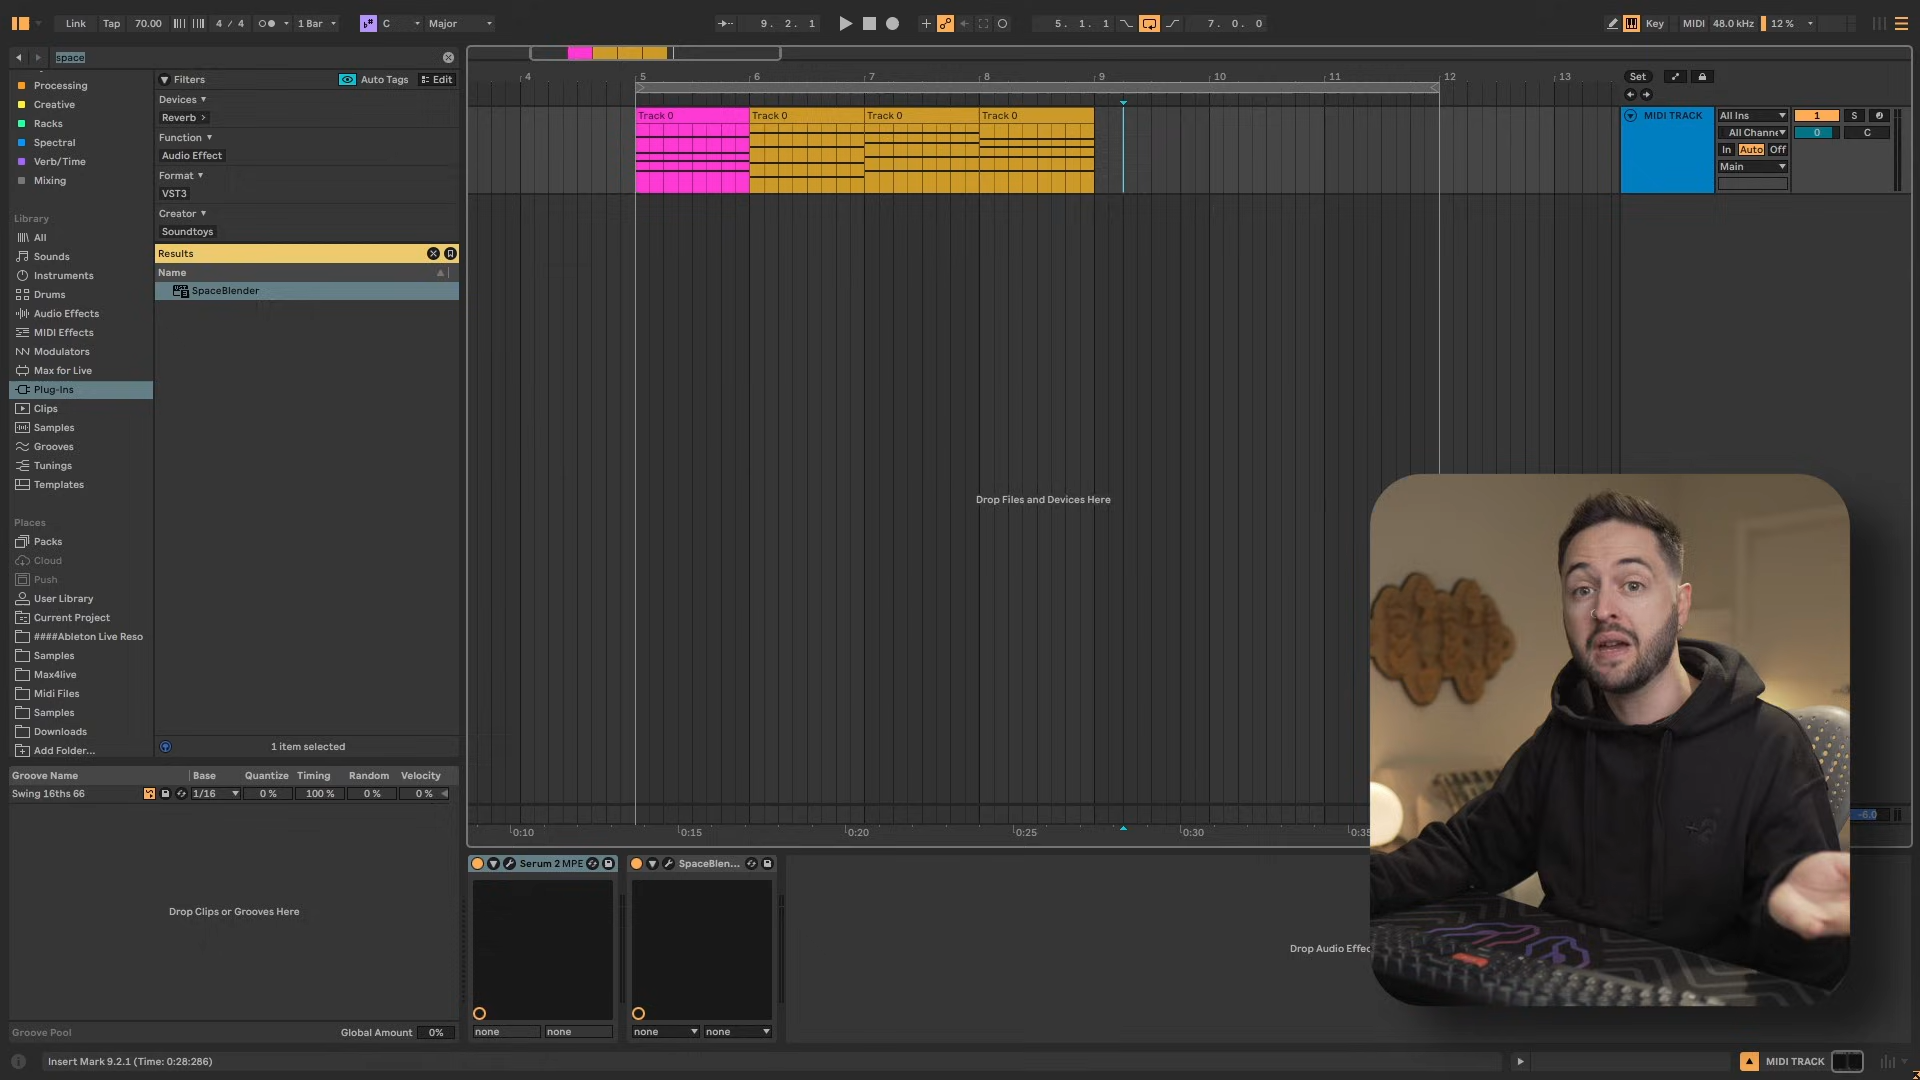 Link Tap 70.00 4 / 4 1 Bar C Major 9. 2. 1 5. 1. 1 7. 0. 0 Key MIDI 48.0 kHz 12 %
space
Processing
Creative
Racks
Spectral
Verb/Time
Mixing
Library
All
Sounds
Instruments
Drums
Audio Effects
MIDI Effects
Modulators
Max for Live
Plug-Ins
Clips
Samples
Grooves
Tunings
Templates
Places
Packs
Cloud
Push
User Library
Current Project
####Ableton Live Reso
Samples
Max4live
Midi Files
Samples
Downloads
Add Folder...
Filters Auto Tags Edit
Devices
Reverb >
Function
Audio Effect
Format
VST3
Creator
Soundtoys
Results
Name
SpaceBlender
1 item selected
4 5 6 7 8 9 10 11 12 13
Track 0 Track 0 Track 0 Track 0
Drop Files and Devices Here
0:10 0:15 0:20 0:25 0:30 0:35
Set
MIDI TRACK All Ins 1 S
All Channe 0 C
In Auto Off
Main
-6.0
Groove Name Base Quantize Timing Random Velocity
Swing 16ths 66 1/16 0 % 100 % 0 % 0 %
Drop Clips or Grooves Here
Groove Pool Global Amount 0%
Serum 2 MPE SpaceBlen...
none none none none
Drop Audio Effec
Insert Mark 9.2.1 (Time: 0:28:286)
MIDI TRACK